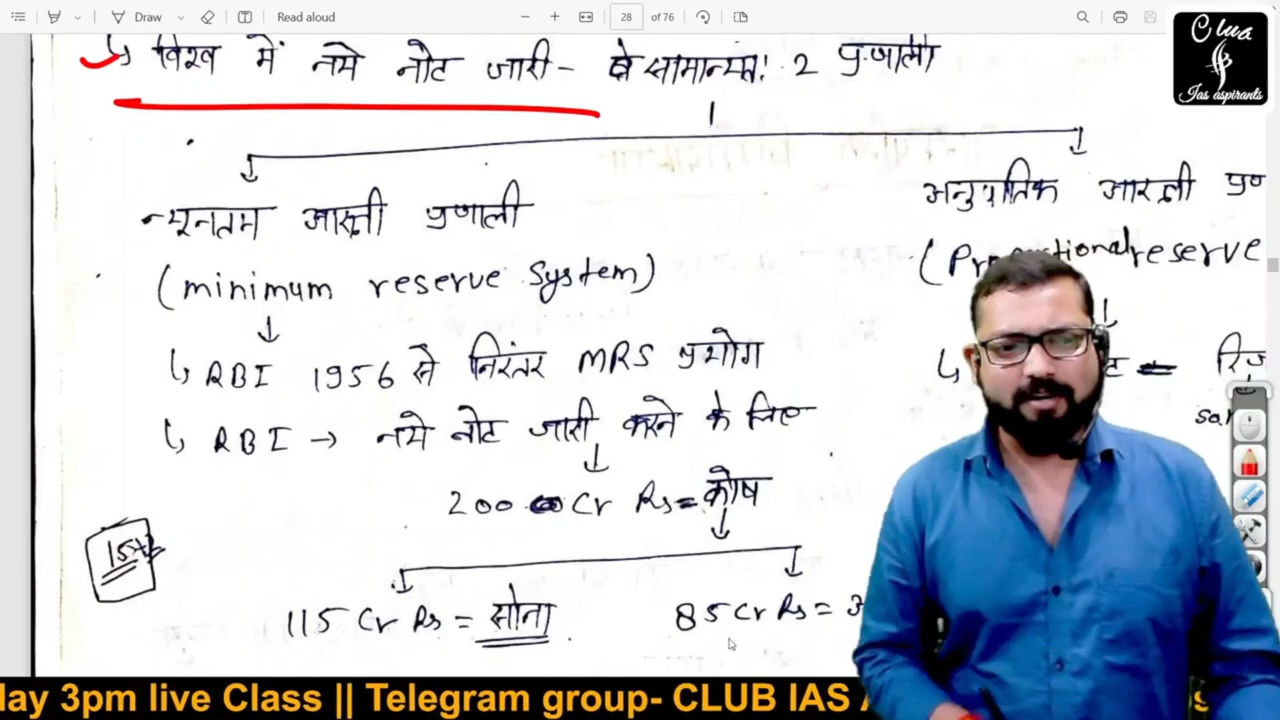 Draw
Read aloud
28 of 76
Club
Ias aspirants
विश्व में नये नोट जारी - सामान्यतः 2 प्रणाली
न्यूनतम आरक्षी प्रणाली
(minimum reserve System)
RBI 1956 से निरंतर MRS प्रयोग
RBI → नये नोट जारी करने के लिए
200 Cr Rs = कोष
115 Cr Rs = सोना
85 Cr Rs =
अनुपातिक आरक्षी
reserve
lay 3pm live Class || Telegram group- CLUB IAS A